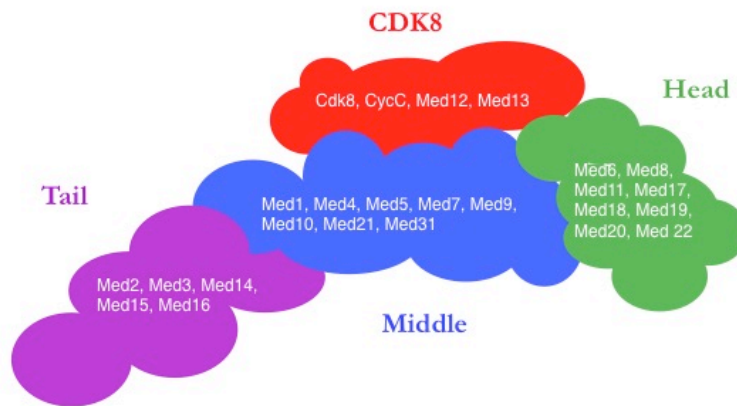 CDK8
Cdk8, CycC, Med12, Med13
Head
Med6, Med8,
Med11, Med17,
Med18, Med19,
Med20, Med 22
Tail
Med1, Med4, Med5, Med7, Med9,
Med10, Med21, Med31
Med2, Med3, Med14,
Med15, Med16
Middle